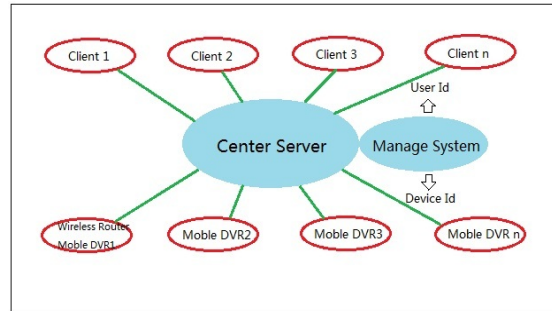 Client 1
Client 2
Client 3
Client n
User Id
Center Server
Manage System
Device Id
Wireless Router
Moble DVR1
Moble DVR2
Moble DVR3
Moble DVR n